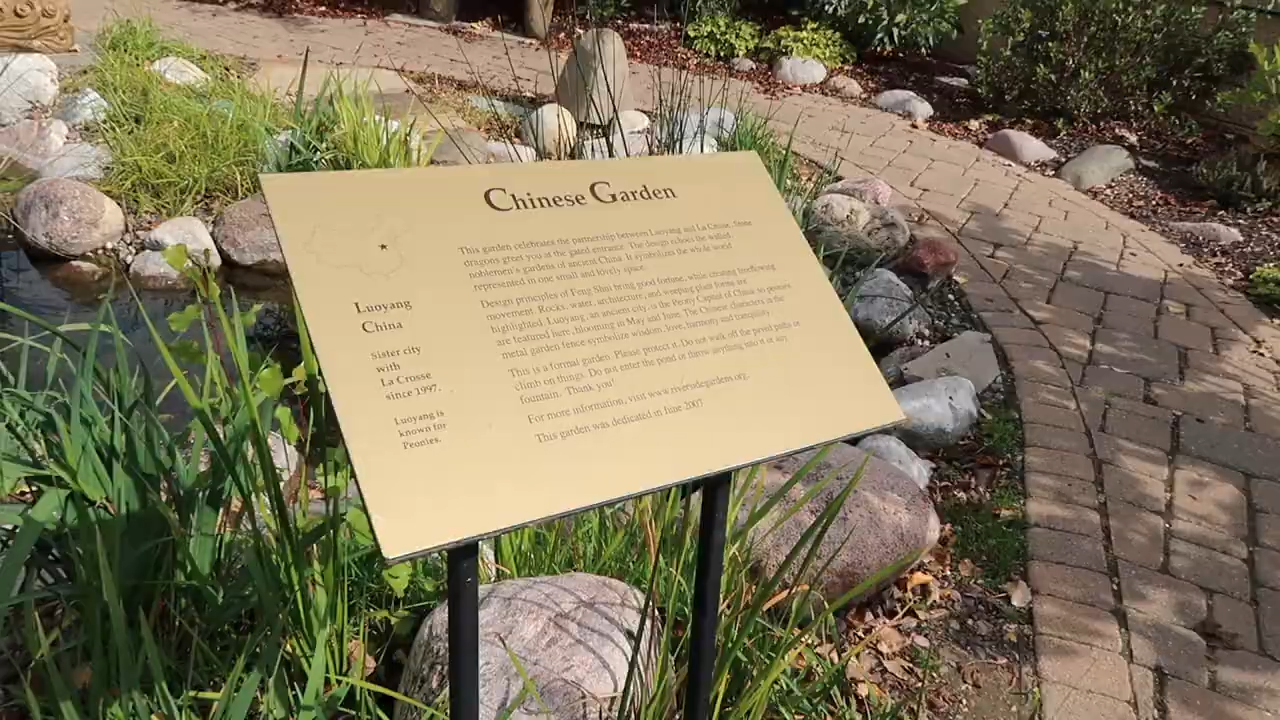 Chinese Garden
This garden celebrates the partnership between Luoyang and La Crosse. Stone
dragons greet you at the gated entrance. The design echoes the walled,
noblemen's gardens of ancient China. It symbolizes the whole world
represented in one small and lovely space.
Design principles of Feng Shui bring good fortune, while creating freeflowing
movement. Rocks, water, architecture, and weeping plant forms are
highlighted. Luoyang, an ancient city, is the Peony Capital of China, so peonies
are featured here, blooming in May and June. The Chinese characters in the
metal garden fence symbolize wisdom, love, harmony and tranquility.
This is a formal garden. Please protect it. Do not walk off the paved paths or
climb on things. Do not enter the pond or throw anything into it or any
fountain. Thank you!
For more information, visit www.riversidegardens.org.
This garden was dedicated in June 2007
Luoyang
China
Sister city
with
La Crosse
since 1997.
Luoyang is
known for
Peonies.